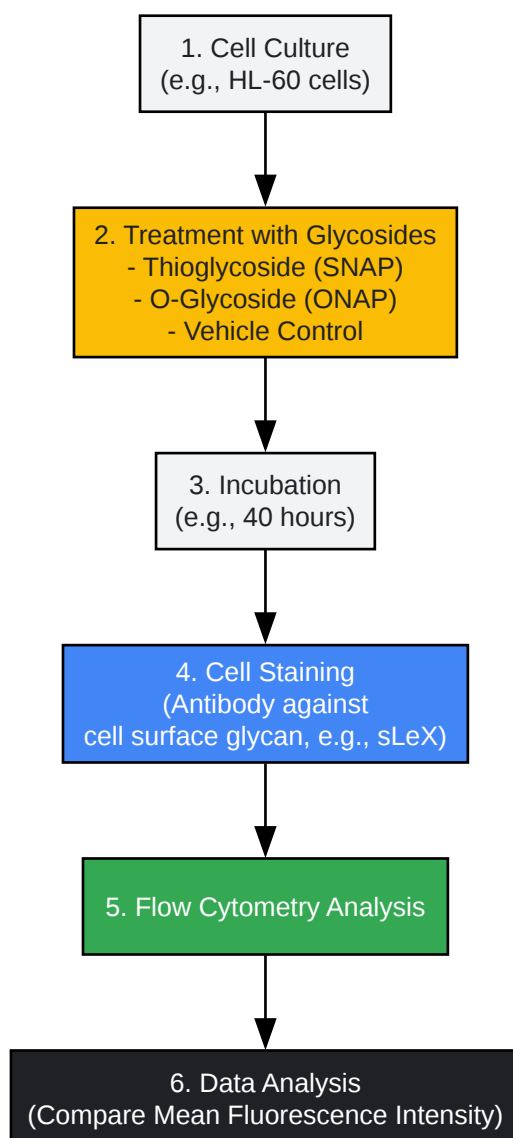 1. Cell Culture
(e.g., HL-60 cells)
2. Treatment with Glycosides
- Thioglycoside (SNAP)
- O-Glycoside (ONAP)
- Vehicle Control
3. Incubation
(e.g., 40 hours)
4. Cell Staining
(Antibody against
cell surface glycan, e.g., sLeX)
5. Flow Cytometry Analysis
6. Data Analysis
(Compare Mean Fluorescence Intensity)